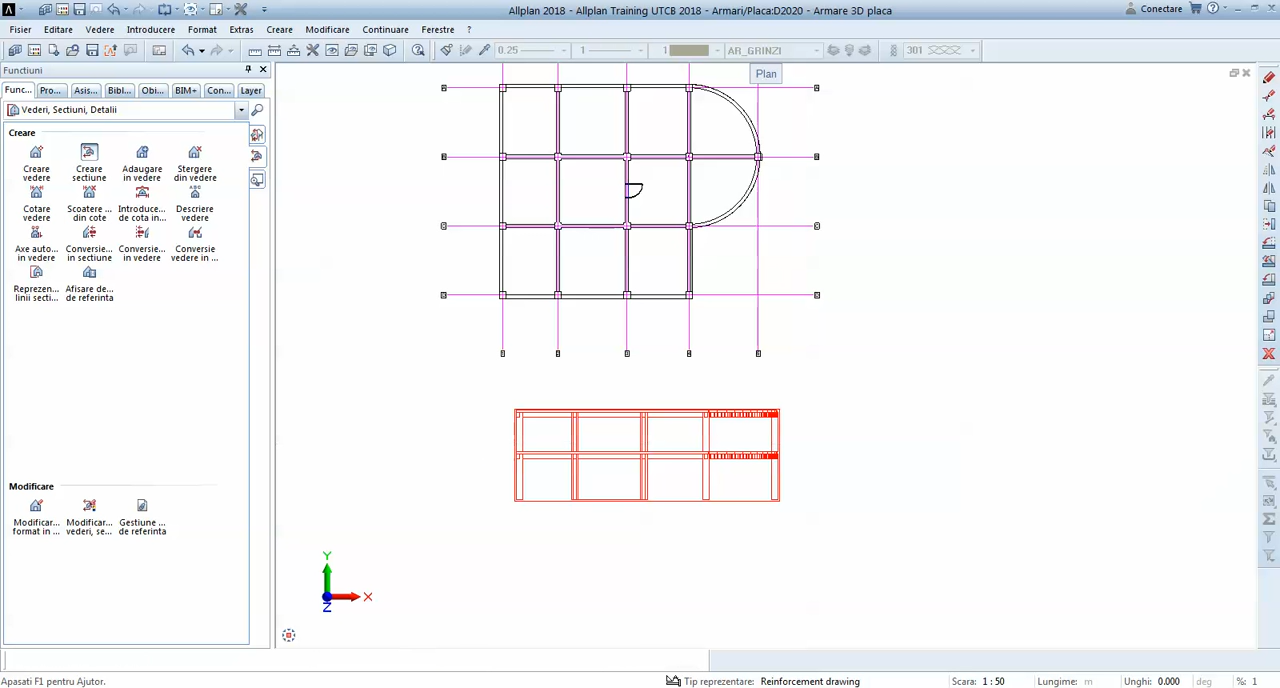 Allplan 2018 - Allplan Training UTCB 2018 - Armari/Placa:D2020 - Armare 3D placa
Conectare
Fisier Editare Vedere Introducere Format Extras Creare Modificare Continuare Ferestre ?
0.25 1 1 AR_GRINZI 301
Functiuni
Plan
Func... Pro... Asis... Bibl... Obi... BIM+ Con... Layer
Vederi, Sectiuni, Detalii
Creare
Creare vedere
Creare sectiune
Adaugare in vedere
Stergere din vedere
Cotare vedere
Scoatere ... din cote
Introduce... de cota in...
Descriere vedere
Axe auto... in vedere
Conversie... in sectiune
Conversie... in vedere
Conversie vedere in ...
Reprezen... linii secti...
Afisare de... de referinta
Modificare
Modificar... format in ...
Modificar... vederi, se...
Gestiune ... de referinta
Y
X
Z
Apasati F1 pentru Ajutor.
Tip reprezentare: Reinforcement drawing
Scara: 1 : 50
Lungime: m
Unghi: 0.000 deg
%: 1